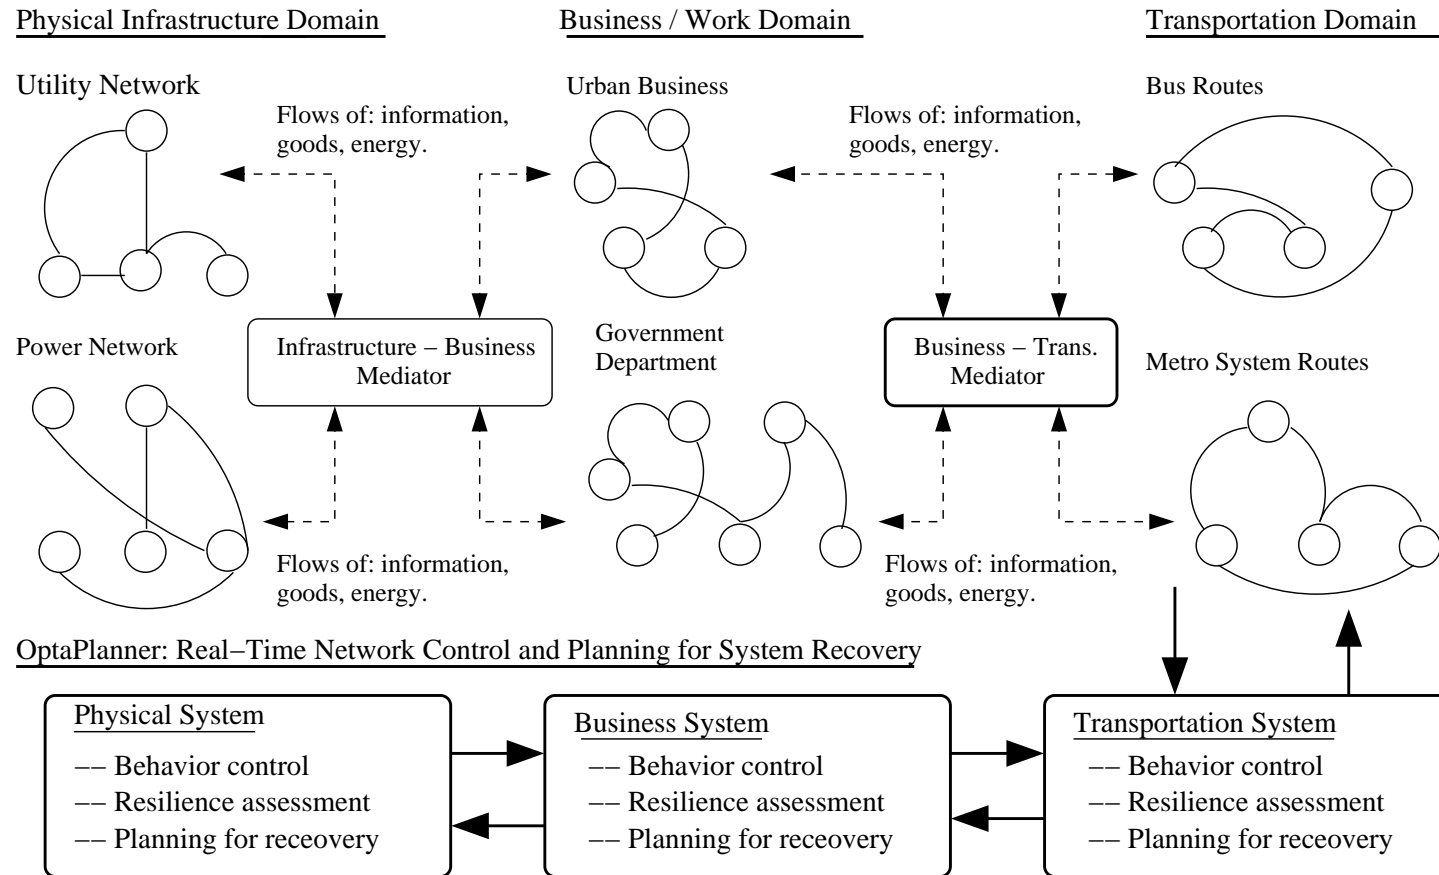 Physical Infrastructure Domain
Business / Work Domain
Transportation Domain
Utility Network
Flows of: information,
goods, energy.
Urban Business
Flows of: information,
goods, energy.
Bus Routes
Power Network
Infrastructure – Business
Mediator
Government
Department
Business – Trans.
Mediator
Metro System Routes
Flows of: information,
goods, energy.
Flows of: information,
goods, energy.
OptaPlanner: Real–Time Network Control and Planning for System Recovery
Physical System
–– Behavior control
–– Resilience assessment
–– Planning for receovery
Business System
–– Behavior control
–– Resilience assessment
–– Planning for receovery
Transportation System
–– Behavior control
–– Resilience assessment
–– Planning for receovery